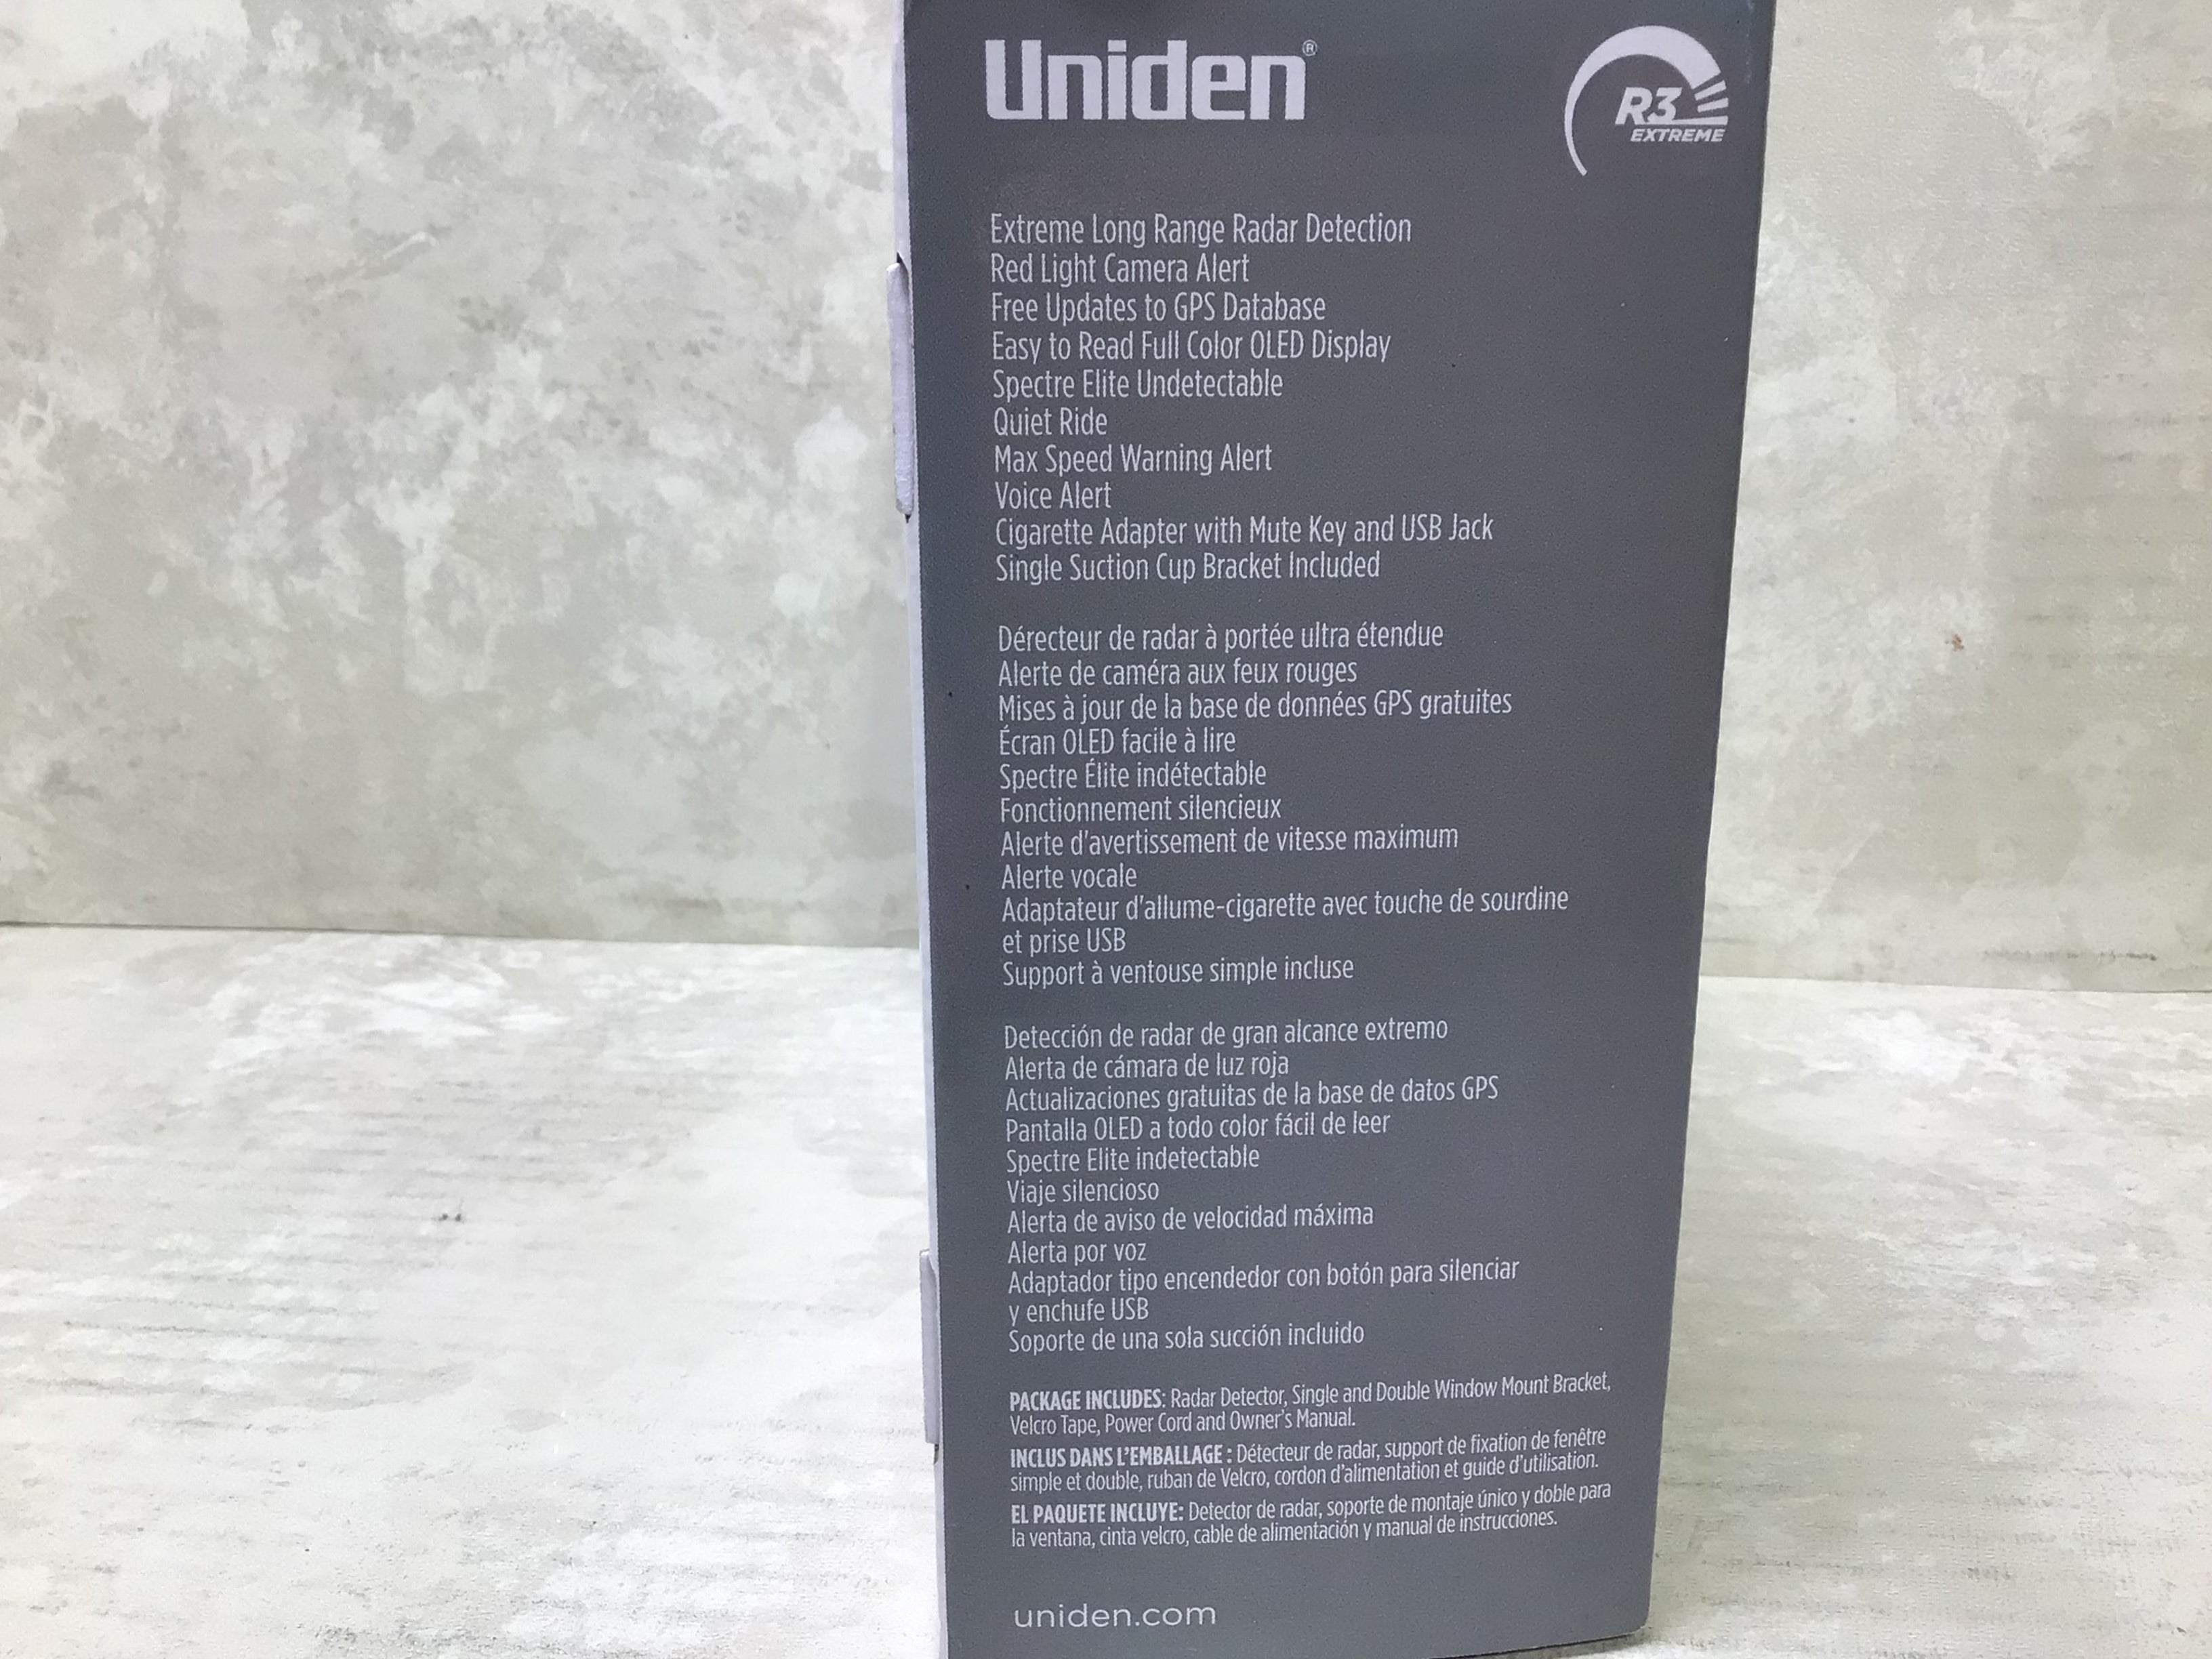 Uniden®
R3
EXTREME
Extreme Long Range Radar Detection
Red Light Camera Alert
Free Updates to GPS Database
Easy to Read Full Color OLED Display
Spectre Elite Undetectable
Quiet Ride
Max Speed Warning Alert
Voice Alert
Cigarette Adapter with Mute Key and USB Jack
Single Suction Cup Bracket Included
Dérecteur de radar à portée ultra étendue
Alerte de caméra aux feux rouges
Mises à jour de la base de données GPS gratuites
Écran OLED facile à lire
Spectre Élite indétectable
Fonctionnement silencieux
Alerte d'avertissement de vitesse maximum
Alerte vocale
Adaptateur d'allume-cigarette avec touche de sourdine
et prise USB
Support à ventouse simple incluse
Detección de radar de gran alcance extremo
Alerta de cámara de luz roja
Actualizaciones gratuitas de la base de datos GPS
Pantalla OLED a todo color fácil de leer
Spectre Elite indetectable
Viaje silencioso
Alerta de aviso de velocidad máxima
Alerta por voz
Adaptador tipo encendedor con botón para silenciar
y enchufe USB
Soporte de una sola succión incluido
PACKAGE INCLUDES: Radar Detector, Single and Double Window Mount Bracket,
Velcro Tape, Power Cord and Owner's Manual.
INCLUS DANS L'EMBALLAGE : Détecteur de radar, support de fixation de fenêtre
simple et double, ruban de Velcro, cordon d'alimentation et guide d'utilisation.
EL PAQUETE INCLUYE: Detector de radar, soporte de montaje único y doble para
la ventana, cinta velcro, cable de alimentación y manual de instrucciones.
uniden.com